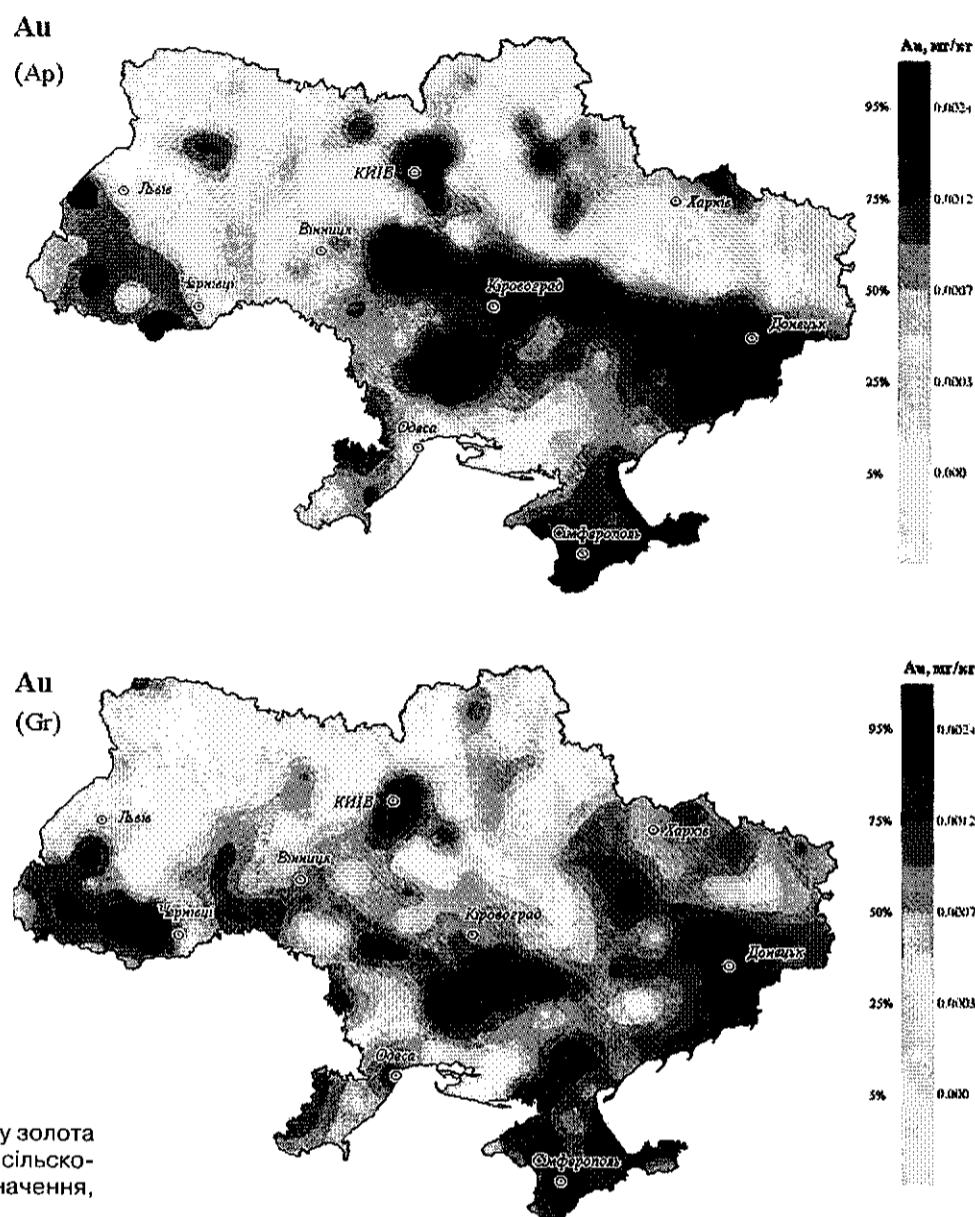 Au
(Ap)
Au, мг/кг
95%
0.0024
75%
0.0012
50%
0.0007
25%
0.0003
5%
0.000
КИЇВ
Львів
Харків
Вінниця
Чернівці
Кіровоград
Донецьк
Одеса
Сімферополь
Au
(Gr)
Au, мг/кг
95%
0.0024
75%
0.0012
50%
0.0007
25%
0.0003
5%
0.000
КИЇВ
Львів
Харків
Вінниця
Чернівці
Кіровоград
Донецьк
Одеса
Сімферополь
у золота
сільско-
начення,